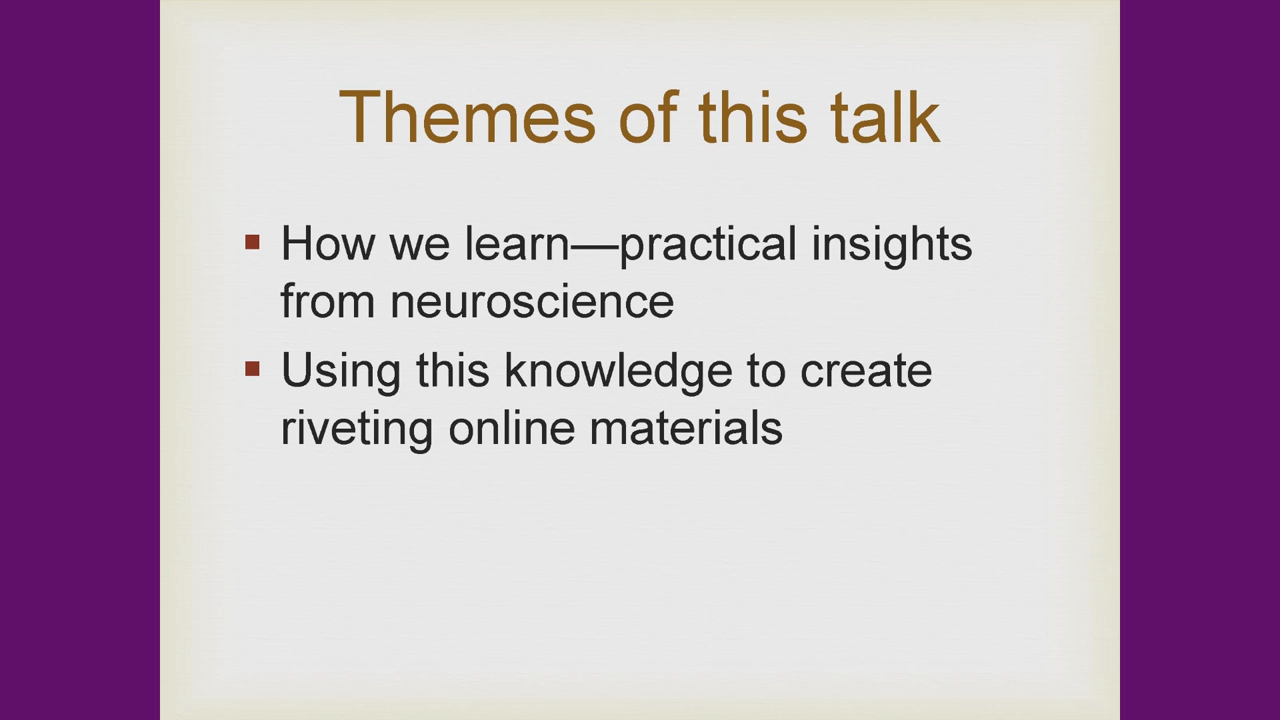 Themes of this talk
How we learn—practical insights
from neuroscience
Using this knowledge to create
riveting online materials